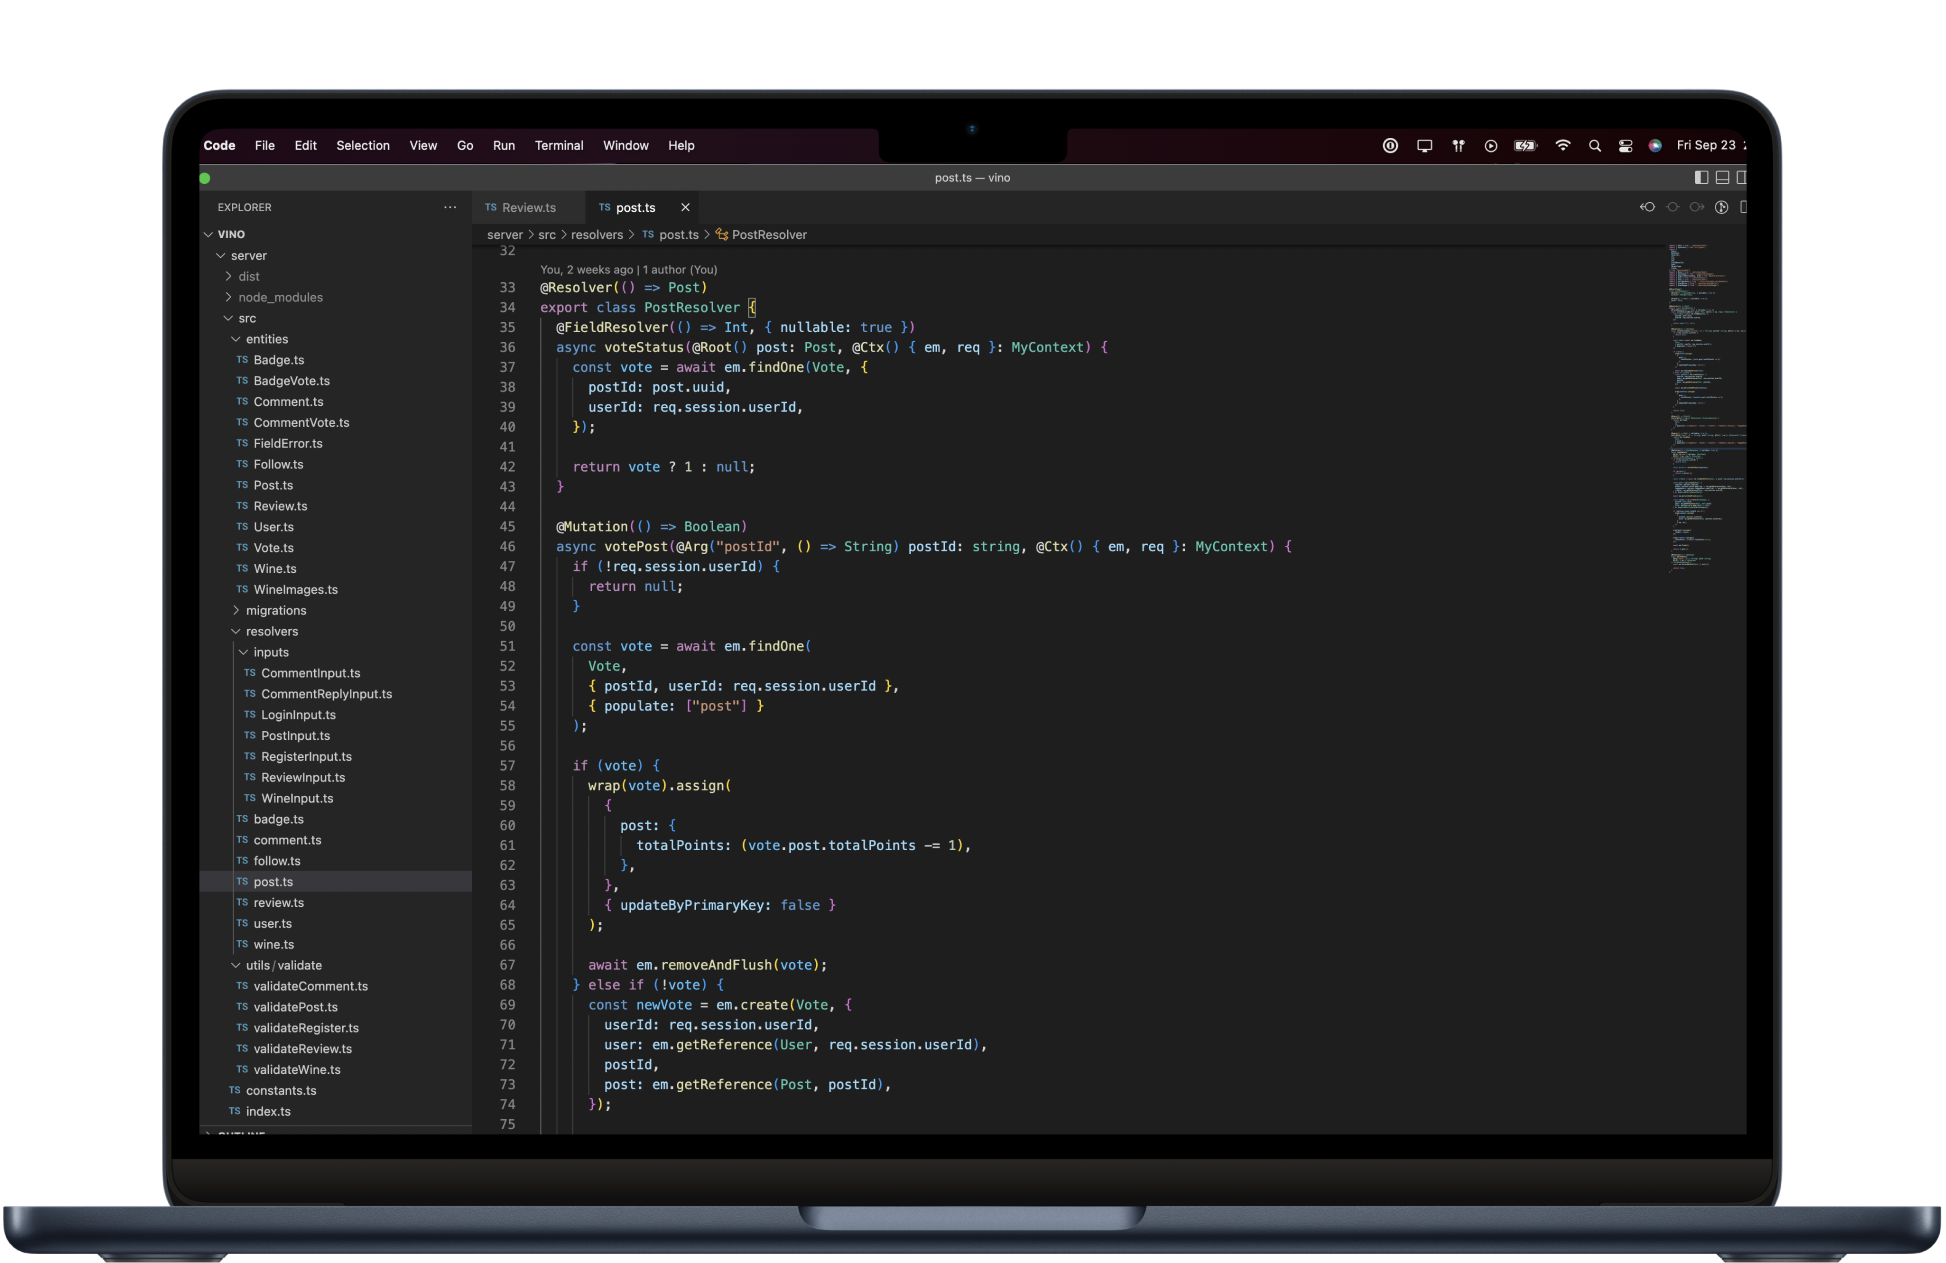 Code File Edit Selection View Go Run Terminal Window Help Fri Sep 23
post.ts — vino
EXPLORER
VINO
server
dist
node_modules
src
entities
TS Badge.ts
TS BadgeVote.ts
TS Comment.ts
TS CommentVote.ts
TS FieldError.ts
TS Follow.ts
TS Post.ts
TS Review.ts
TS User.ts
TS Vote.ts
TS Wine.ts
TS WineImages.ts
migrations
resolvers
inputs
TS CommentInput.ts
TS CommentReplyInput.ts
TS LoginInput.ts
TS PostInput.ts
TS RegisterInput.ts
TS ReviewInput.ts
TS WineInput.ts
TS badge.ts
TS comment.ts
TS follow.ts
TS post.ts
TS review.ts
TS user.ts
TS wine.ts
utils / validate
TS validateComment.ts
TS validatePost.ts
TS validateRegister.ts
TS validateReview.ts
TS validateWine.ts
TS constants.ts
TS index.ts
OUTLINE
TS Review.ts TS post.ts
server > src > resolvers > TS post.ts > PostResolver
32
You, 2 weeks ago | 1 author (You)
33 @Resolver(() => Post)
34 export class PostResolver {
35 @FieldResolver(() => Int, { nullable: true })
36 async voteStatus(@Root() post: Post, @Ctx() { em, req }: MyContext) {
37 const vote = await em.findOne(Vote, {
38 postId: post.uuid,
39 userId: req.session.userId,
40 });
41
42 return vote ? 1 : null;
43 }
44
45 @Mutation(() => Boolean)
46 async votePost(@Arg("postId", () => String) postId: string, @Ctx() { em, req }: MyContext) {
47 if (!req.session.userId) {
48 return null;
49 }
50
51 const vote = await em.findOne(
52 Vote,
53 { postId, userId: req.session.userId },
54 { populate: ["post"] }
55 );
56
57 if (vote) {
58 wrap(vote).assign(
59 {
60 post: {
61 totalPoints: (vote.post.totalPoints -= 1),
62 },
63 },
64 { updateByPrimaryKey: false }
65 );
66
67 await em.removeAndFlush(vote);
68 } else if (!vote) {
69 const newVote = em.create(Vote, {
70 userId: req.session.userId,
71 user: em.getReference(User, req.session.userId),
72 postId,
73 post: em.getReference(Post, postId),
74 });
75